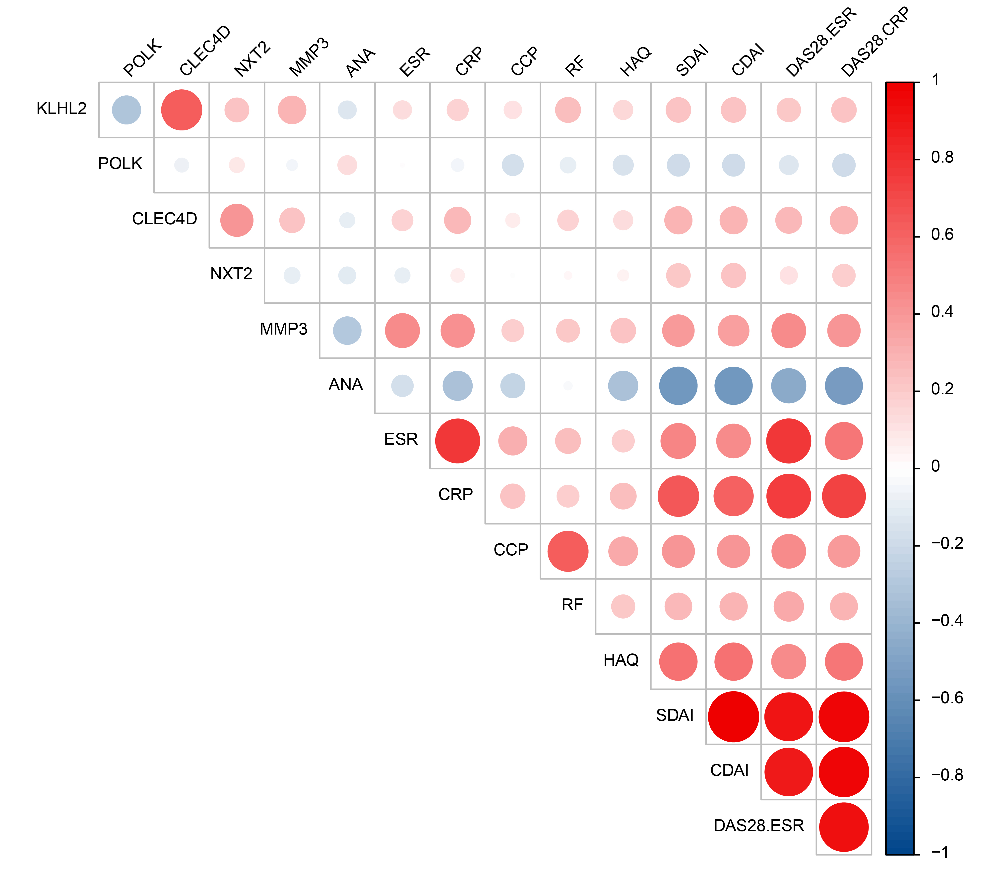 POLK
CLEC4D
NXT2
MMP3
ANA
ESR
CRP
CCP
RF
HAQ
SDAI
CDAI
DAS28.ESR
DAS28.CRP
KLHL2
POLK
CLEC4D
NXT2
MMP3
ANA
ESR
CRP
CCP
RF
HAQ
SDAI
CDAI
DAS28.ESR
1
0.8
0.6
0.4
0.2
0
−0.2
−0.4
−0.6
−0.8
−1